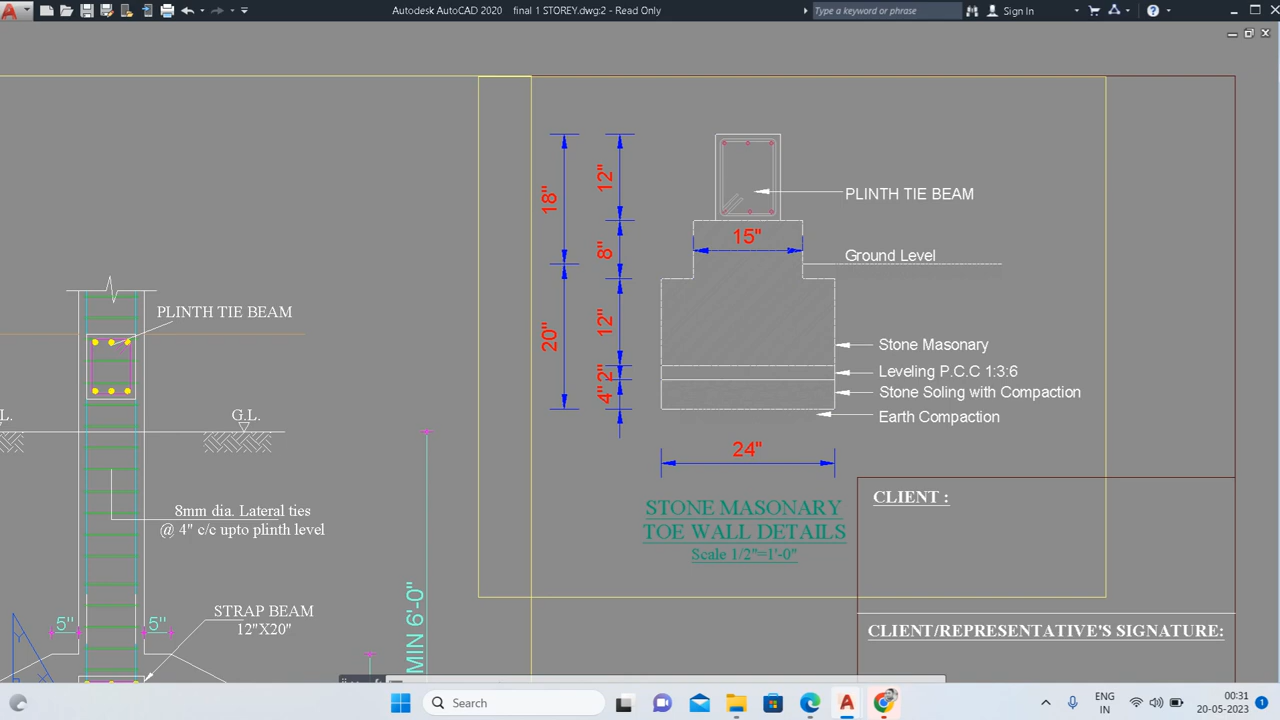 Autodesk AutoCAD 2020 final 1 STOREY.dwg:2 - Read Only
Type a keyword or phrase
Sign In
18"
12"
PLINTH TIE BEAM
15"
8"
Ground Level
PLINTH TIE BEAM
20"
12"
Stone Masonary
2"
Leveling P.C.C 1:3:6
4"
Stone Soling with Compaction
Earth Compaction
.L.
G.L.
24"
CLIENT :
STONE MASONARY
TOE WALL DETAILS
Scale 1/2"=1'-0"
8mm dia. Lateral ties
@ 4" c/c upto plinth level
MIN 6'-0"
STRAP BEAM
12"X20"
5"
5"
CLIENT/REPRESENTATIVE'S SIGNATURE:
Y
X
Search
ENG
IN
00:31
20-05-2023
1